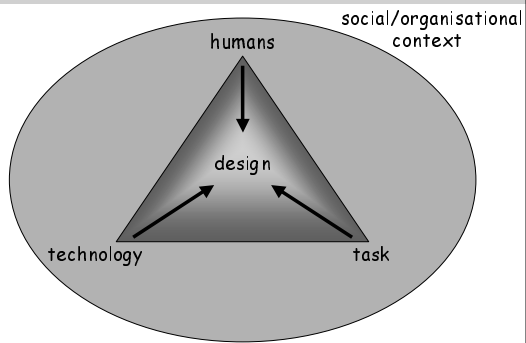 social/organisational
context
humans
design
technology
task